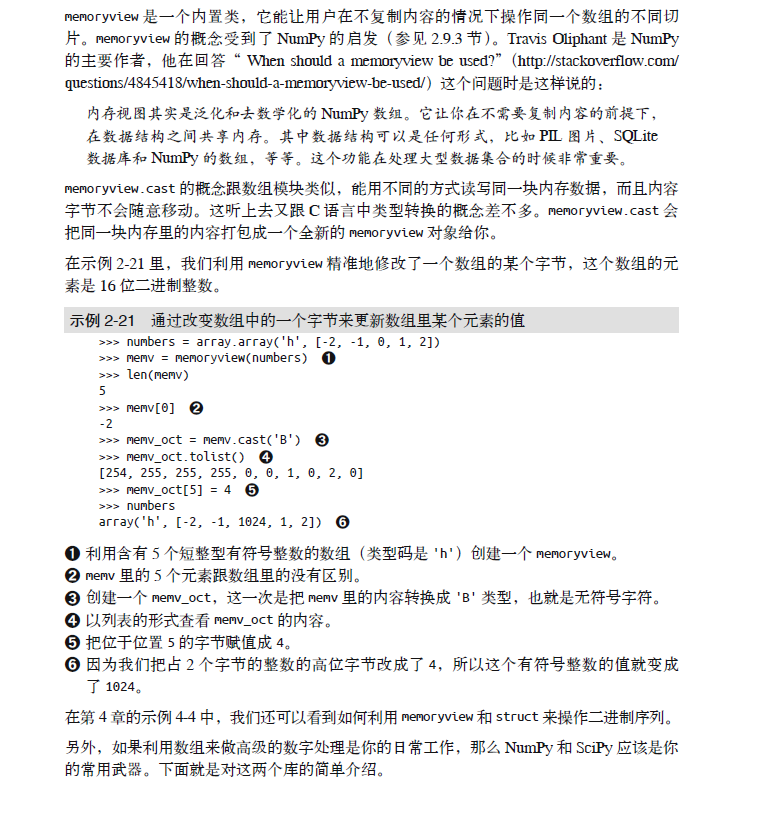 memoryview 是一个内置类，它能让用户在不复制内容的情况下操作同一个数组的不同切
片。memoryview 的概念受到了 NumPy 的启发（参见 2.9.3 节）。Travis Oliphant 是 NumPy
的主要作者，他在回答“ When should a memoryview be used?”（http://stackoverflow.com/
questions/4845418/when-should-a-memoryview-be-used/）这个问题时是这样说的：
内存视图其实是泛化和去数学化的 NumPy 数组。它让你在不需要复制内容的前提下，
在数据结构之间共享内存。其中数据结构可以是任何形式，比如 PIL 图片、SQLite
数据库和 NumPy 的数组，等等。这个功能在处理大型数据集合的时候非常重要。
memoryview.cast 的概念跟数组模块类似，能用不同的方式读写同一块内存数据，而且内容
字节不会随意移动。这听上去又跟 C 语言中类型转换的概念差不多。memoryview.cast 会
把同一块内存里的内容打包成一个全新的 memoryview 对象给你。
在示例 2-21 里，我们利用 memoryview 精准地修改了一个数组的某个字节，这个数组的元
素是 16 位二进制整数。
示例 2-21　通过改变数组中的一个字节来更新数组里某个元素的值
>>> numbers = array.array('h', [-2, -1, 0, 1, 2])
>>> memv = memoryview(numbers) ❶
>>> len(memv)
5
>>> memv[0] ❷
-2
>>> memv_oct = memv.cast('B') ❸
>>> memv_oct.tolist() ❹
[254, 255, 255, 255, 0, 0, 1, 0, 2, 0]
>>> memv_oct[5] = 4 ❺
>>> numbers
array('h', [-2, -1, 1024, 1, 2]) ❻
❶ 利用含有 5 个短整型有符号整数的数组（类型码是 'h'）创建一个 memoryview。
❷ memv 里的 5 个元素跟数组里的没有区别。
❸ 创建一个 memv_oct，这一次是把 memv 里的内容转换成 'B' 类型，也就是无符号字符。
❹ 以列表的形式查看 memv_oct 的内容。
❺ 把位于位置 5 的字节赋值成 4。
❻ 因为我们把占 2 个字节的整数的高位字节改成了 4，所以这个有符号整数的值就变成
了 1024。
在第 4 章的示例 4-4 中，我们还可以看到如何利用 memoryview 和 struct 来操作二进制序列。
另外，如果利用数组来做高级的数字处理是你的日常工作，那么 NumPy 和 SciPy 应该是你
的常用武器。下面就是对这两个库的简单介绍。